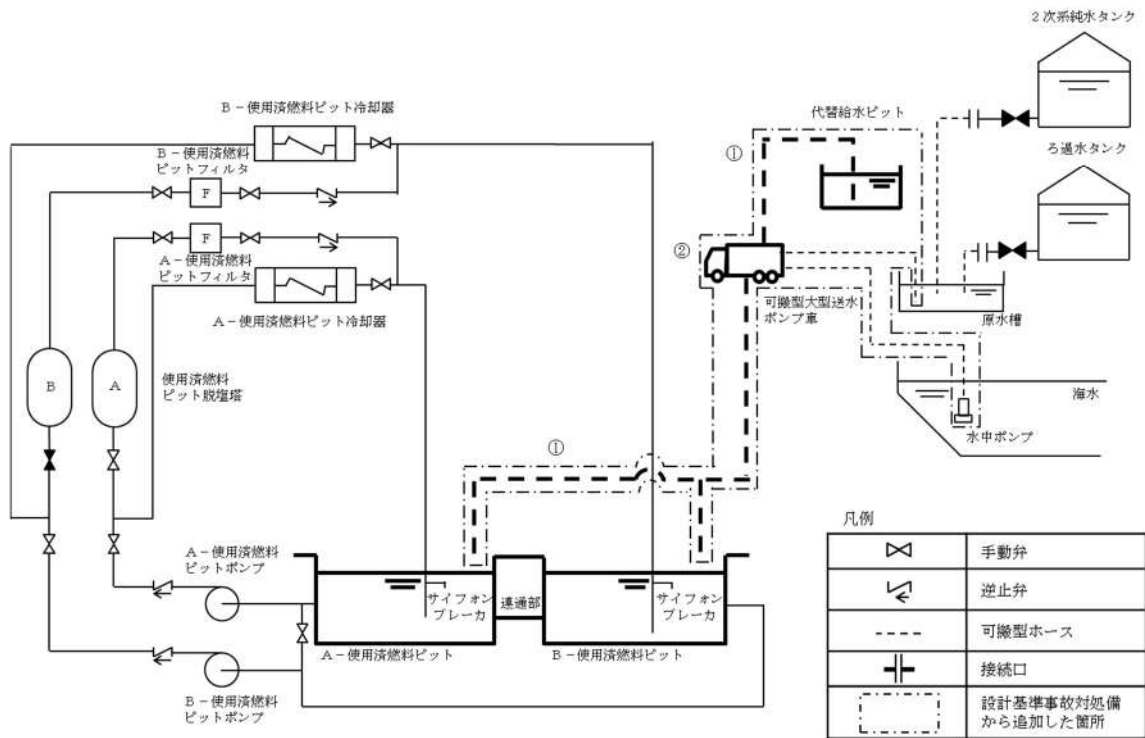 2次系純水タンク
B－使用済燃料ピット冷却器
代替給水ピット
①
B－使用済燃料
ピットフィルタ
F
ろ過水タンク
F
②
A－使用済燃料
ピットフィルタ
可搬型大型送水
ポンプ車
原水槽
A－使用済燃料ピット冷却器
B
A
使用済燃料
ピット脱塩塔
海水
水中ポンプ
①
A－使用済燃料
ピットポンプ
サイフォン
ブレーカ
連通部
サイフォン
ブレーカ
A－使用済燃料ピット
B－使用済燃料ピット
B－使用済燃料
ピットポンプ
凡例
手動弁
逆止弁
可搬型ホース
接続口
設計基準事故対処備
から追加した箇所